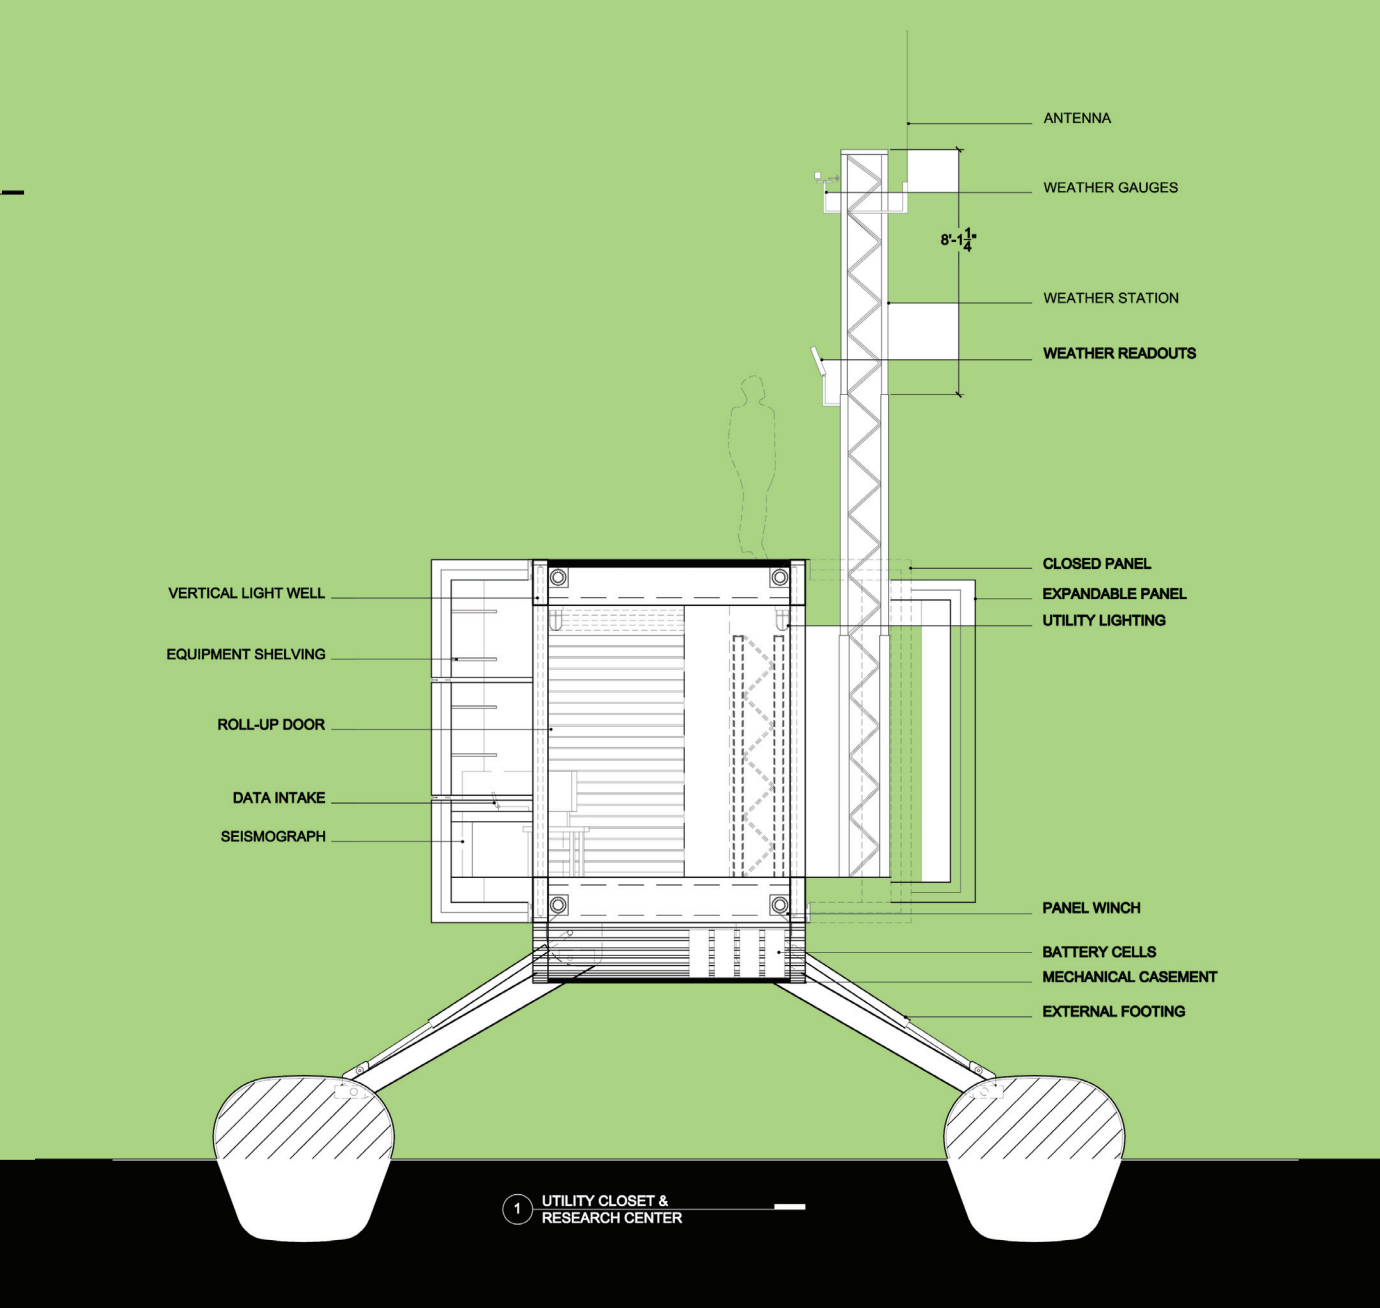 ANTENNA
WEATHER GAUGES
8'-1 1/4"
WEATHER STATION
WEATHER READOUTS
CLOSED PANEL
VERTICAL LIGHT WELL
EXPANDABLE PANEL
UTILITY LIGHTING
EQUIPMENT SHELVING
ROLL-UP DOOR
DATA INTAKE
SEISMOGRAPH
PANEL WINCH
BATTERY CELLS
MECHANICAL CASEMENT
EXTERNAL FOOTING
1
UTILITY CLOSET &
RESEARCH CENTER